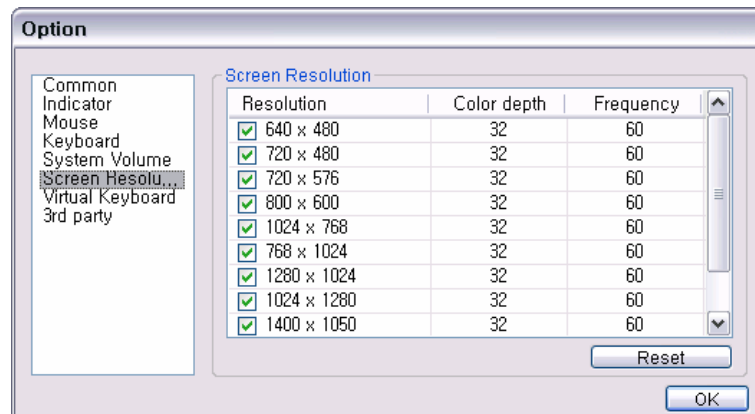 Option
Common
Indicator
Mouse
Keyboard
System Volume
Screen Resolu...
Virtual Keyboard
3rd party
Screen Resolution
Resolution Color depth Frequency
640 x 480 32 60
720 x 480 32 60
720 x 576 32 60
800 x 600 32 60
1024 x 768 32 60
768 x 1024 32 60
1280 x 1024 32 60
1024 x 1280 32 60
1400 x 1050 32 60
Reset
OK